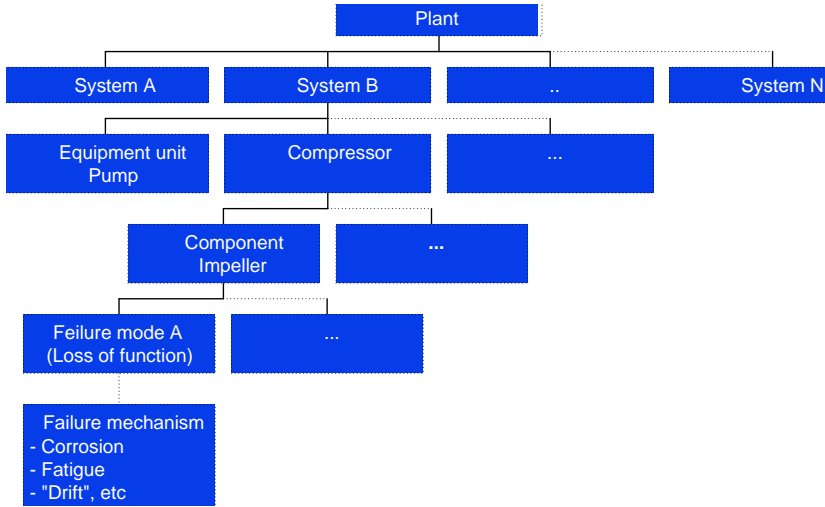 Plant
System A
System B
..
System N
Equipment unit
Pump
Compressor
...
Component
Impeller
...
Feilure mode A
(Loss of function)
...
Failure mechanism
- Corrosion
- Fatigue
- "Drift", etc